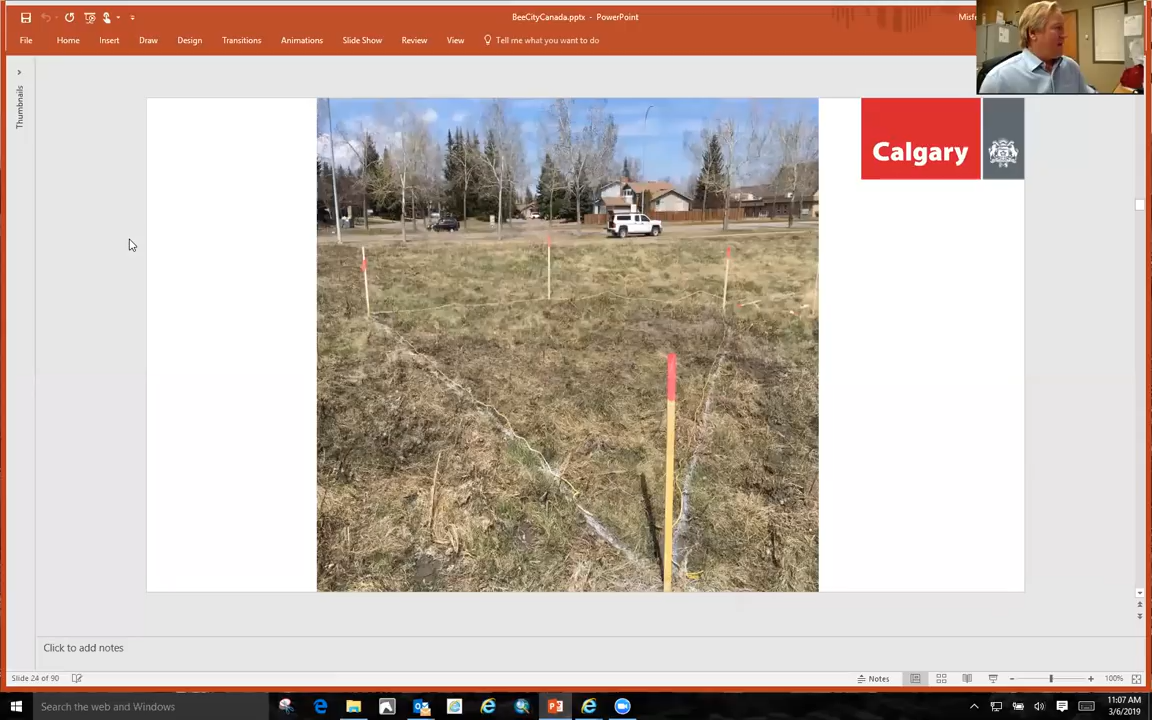 BeeCityCanada.pptx - PowerPoint
Misfe
File Home Insert Draw Design Transitions Animations Slide Show Review View Tell me what you want to do
Thumbnails
Calgary
Click to add notes
Slide 24 of 90
Notes
100%
Search the web and Windows
11:07 AM
3/6/2019